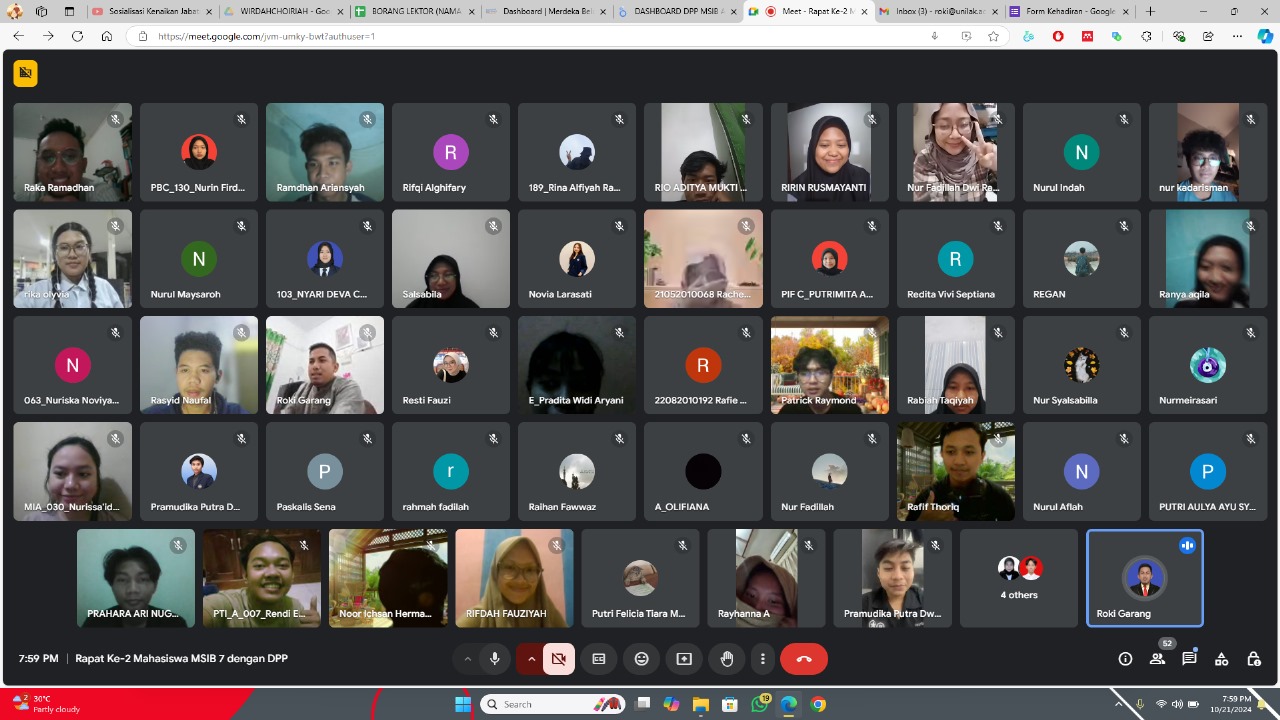 Sosialisasi Kenaikan Jabat
WIRDAHCHOIRIAH - Goo
BORANG LEKTOR (NAMA
Dashboard | Merdeka Bel
DASHBOARD DPP MSIB A
Meet - Rapat Ke-2 M
Inbox (3) - roki@unilak.ac
Form Kehadiran - Google
https://meet.google.com/jvm-umky-bwt?authuser=1
Raka Ramadhan
PBC_130_Nurin Fird...
Ramdhan Ariansyah
R
Rifqi Alghifary
189_Rina Alfiyah Ra...
RIO ADITYA MUKTI ...
RIRIN RUSMAYANTI
Nur Fadillah Dwi Ra...
N
Nurul Indah
nur kadarisman
rika olyvia
N
Nurul Maysaroh
103_NYARI DEVA C...
Salsabila
Novia Larasati
21052010068 Rache...
PIF C_PUTRIMITA A...
R
Redita Vivi Septiana
REGAN
Ranya aqila
N
063_Nuriska Noviya...
Rasyid Naufal
Roki Garang
Resti Fauzi
E_Pradita Widi Aryani
R
22082010192 Rafie ...
Patrick Raymond
Rabiah Taqiyah
Nur Syalsabilla
Nurmeirasari
MIA_030_Nurissa'id...
Pramudika Putra D...
P
Paskalis Sena
r
rahmah fadilah
Raihan Fawwaz
A_OLIFIANA
Nur Fadillah
Rafif Thoriq
N
Nurul Aflah
P
PUTRI AULYA AYU SY...
PRAHARA ARI NUG...
PTI_A_007_Rendi E...
Noor Ichsan Herma...
RIFDAH FAUZIYAH
Putri Felicia Tiara M...
Rayhanna A
Pramudika Putra Dw...
4 others
Roki Garang
7:59 PM | Rapat Ke-2 Mahasiswa MSIB 7 dengan DPP
52
2
30°C
Partly cloudy
Search
19
7:59 PM
10/21/2024